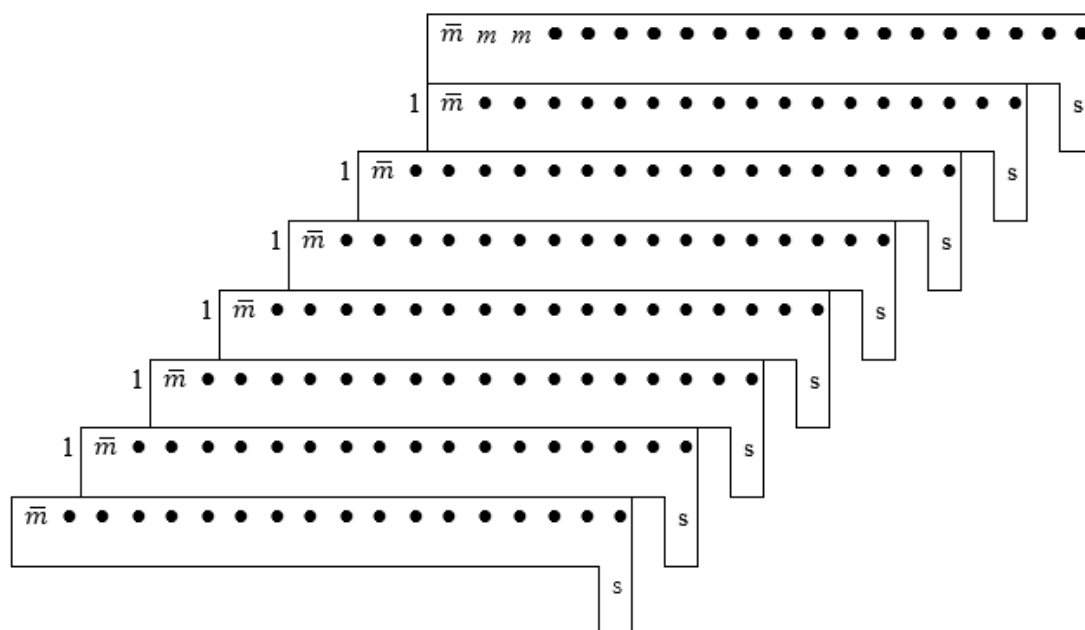 m̄ m m • • • • • • • • • • • • • • • • •
1 m̄ • • • • • • • • • • • • • • • • • s
1 m̄ • • • • • • • • • • • • • • • • • s
1 m̄ • • • • • • • • • • • • • • • • • s
1 m̄ • • • • • • • • • • • • • • • • • s
1 m̄ • • • • • • • • • • • • • • • • • s
1 m̄ • • • • • • • • • • • • • • • • • s
m̄ • • • • • • • • • • • • • • • • • s
s